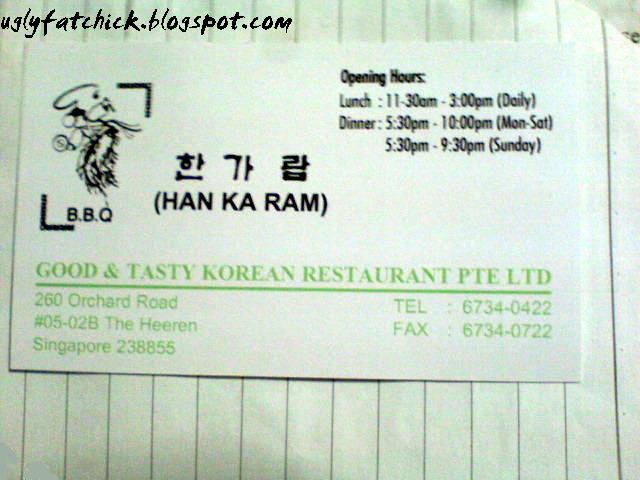 uglyfatchick.blogspot.com
Opening Hours:
Lunch : 11-30am - 3:00pm (Daily)
Dinner : 5:30pm - 10:00pm (Mon-Sat)
5:30pm - 9:30pm (Sunday)
한가람
(HAN KA RAM)
B.B.Q
GOOD & TASTY KOREAN RESTAURANT PTE LTD
260 Orchard Road
#05-02B The Heeren
Singapore 238855
TEL : 6734-0422
FAX : 6734-0722